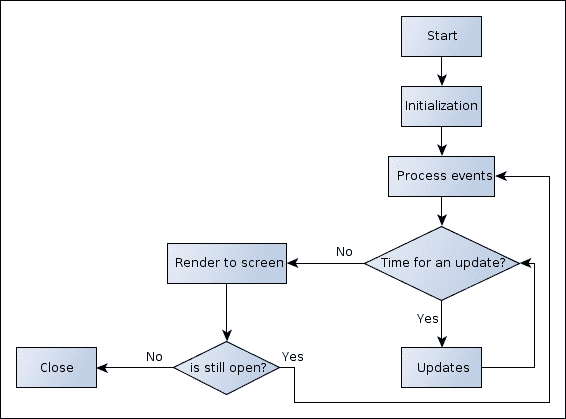 Start
Initialization
Process events
Time for an update?
No
Render to screen
Yes
Updates
is still open?
No
Yes
Close